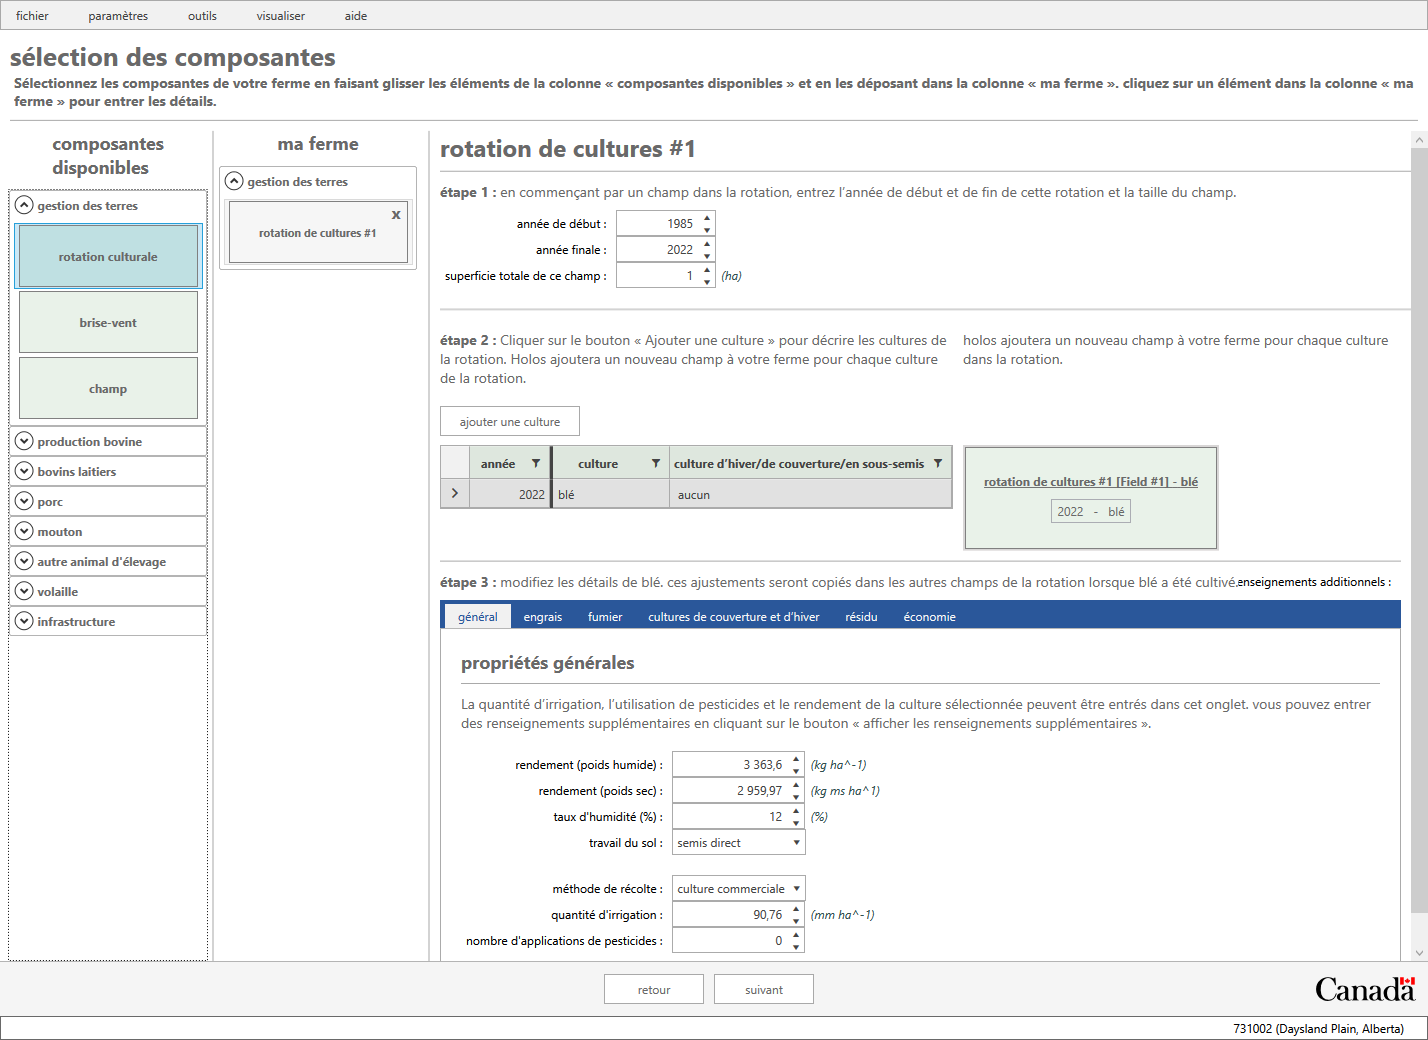 fichier paramètres outils visualiser aide
sélection des composantes
Sélectionnez les composantes de votre ferme en faisant glisser les éléments de la colonne « composantes disponibles » et en les déposant dans la colonne « ma ferme ». cliquez sur un élément dans la colonne « ma
ferme » pour entrer les détails.
composantes
disponibles
gestion des terres
rotation culturale
brise-vent
champ
production bovine
bovins laitiers
porc
mouton
autre animal d'élevage
volaille
infrastructure
ma ferme
gestion des terres
x
rotation de cultures #1
rotation de cultures #1
étape 1 : en commençant par un champ dans la rotation, entrez l’année de début et de fin de cette rotation et la taille du champ.
année de début : 1985
année finale : 2022
superficie totale de ce champ : 1 (ha)
étape 2 : Cliquer sur le bouton « Ajouter une culture » pour décrire les cultures de
la rotation. Holos ajoutera un nouveau champ à votre ferme pour chaque culture
de la rotation.
holos ajoutera un nouveau champ à votre ferme pour chaque culture
dans la rotation.
ajouter une culture
année culture culture d’hiver/de couverture/en sous-semis
2022 blé aucun
rotation de cultures #1 [Field #1] - blé
2022 - blé
étape 3 : modifiez les détails de blé. ces ajustements seront copiés dans les autres champs de la rotation lorsque blé a été cultivé.enseignements additionnels :
général engrais fumier cultures de couverture et d’hiver résidu économie
propriétés générales
La quantité d’irrigation, l’utilisation de pesticides et le rendement de la culture sélectionnée peuvent être entrés dans cet onglet. vous pouvez entrer
des renseignements supplémentaires en cliquant sur le bouton « afficher les renseignements supplémentaires ».
rendement (poids humide) : 3 363,6 (kg ha^-1)
rendement (poids sec) : 2 959,97 (kg ms ha^1)
taux d'humidité (%) : 12 (%)
travail du sol : semis direct
méthode de récolte : culture commerciale
quantité d'irrigation : 90,76 (mm ha^-1)
nombre d'applications de pesticides : 0
retour suivant
Canada
731002 (Daysland Plain, Alberta)